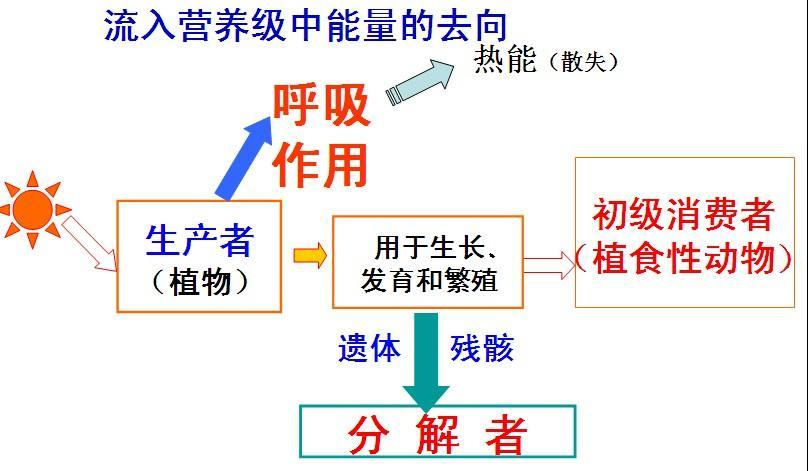 流入营养级中能量的去向
热能（散失）
呼吸
作用
生产者
（植物）
用于生长、
发育和繁殖
初级消费者
（植食性动物）
遗体 残骸
分解者